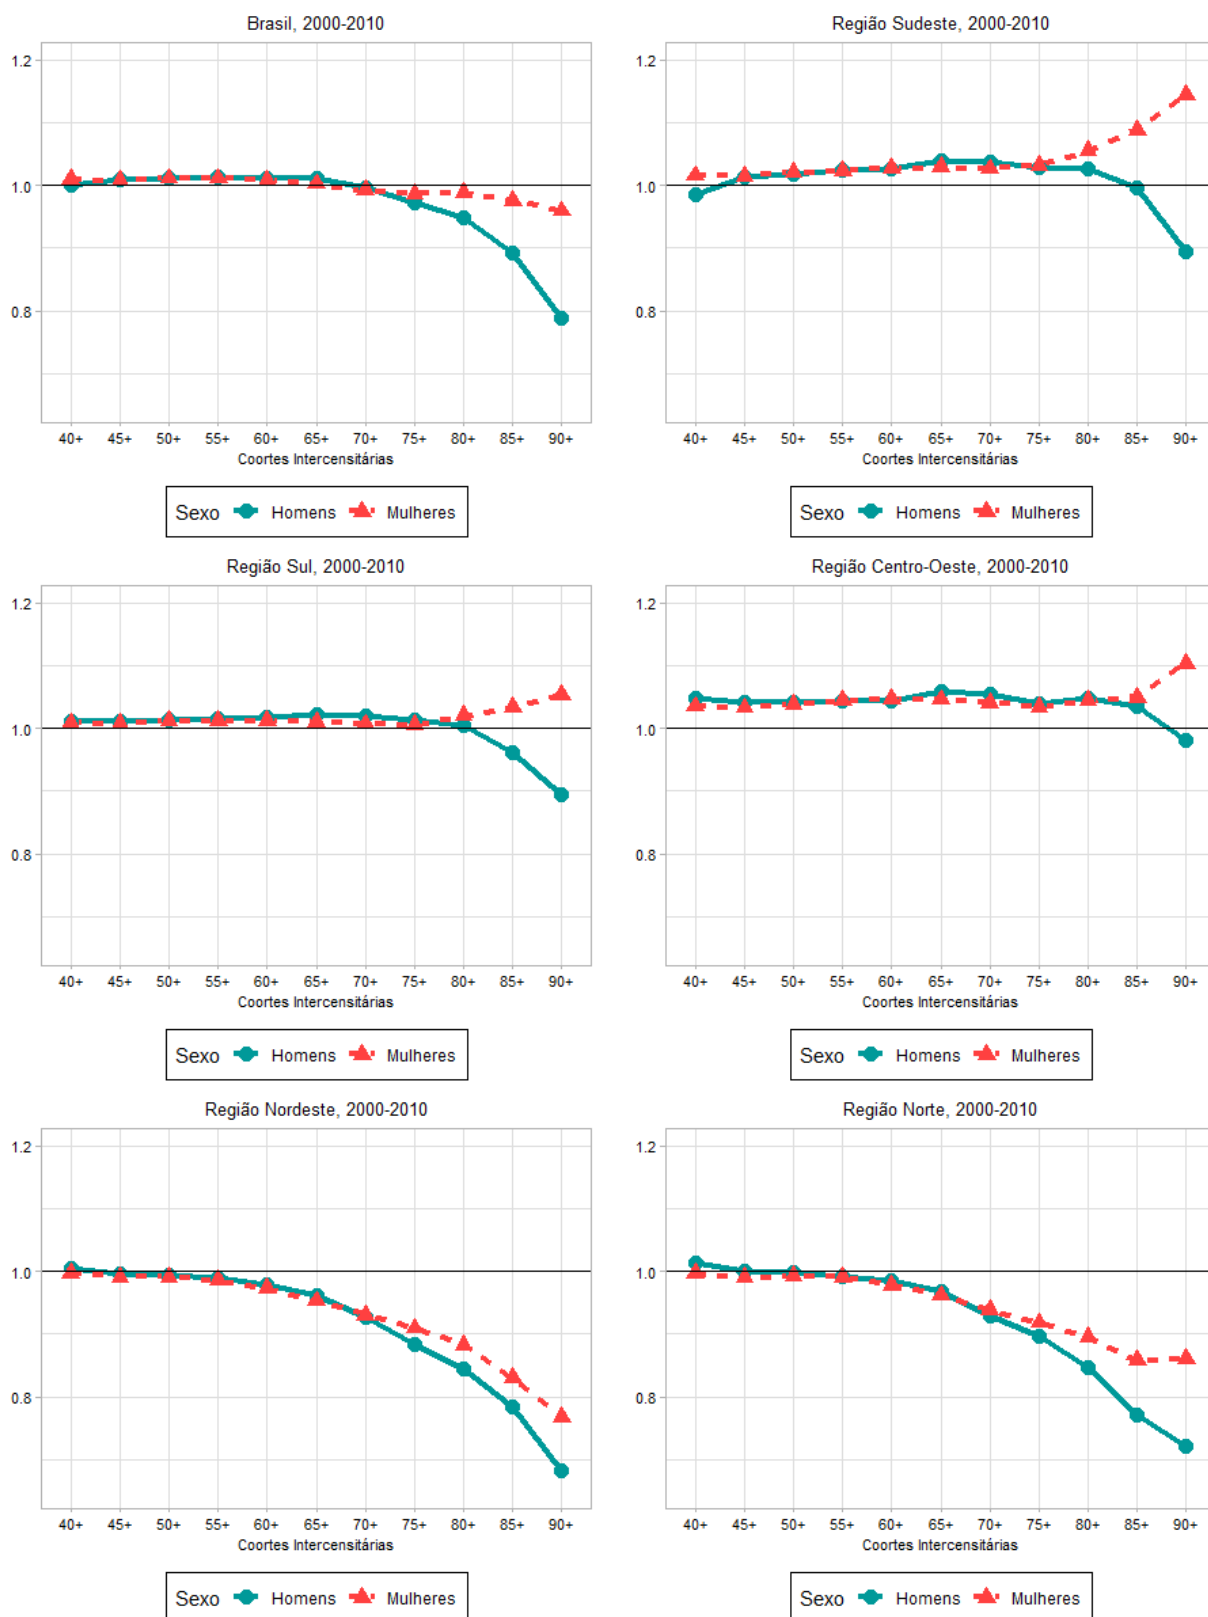 Brasil, 2000-2010
1.2
1.0
0.8
40+ 45+ 50+ 55+ 60+ 65+ 70+ 75+ 80+ 85+ 90+
Coortes Intercensitárias
Sexo Homens Mulheres
Região Sudeste, 2000-2010
1.2
1.0
0.8
40+ 45+ 50+ 55+ 60+ 65+ 70+ 75+ 80+ 85+ 90+
Coortes Intercensitárias
Sexo Homens Mulheres
Região Sul, 2000-2010
1.2
1.0
0.8
40+ 45+ 50+ 55+ 60+ 65+ 70+ 75+ 80+ 85+ 90+
Coortes Intercensitárias
Sexo Homens Mulheres
Região Centro-Oeste, 2000-2010
1.2
1.0
0.8
40+ 45+ 50+ 55+ 60+ 65+ 70+ 75+ 80+ 85+ 90+
Coortes Intercensitárias
Sexo Homens Mulheres
Região Nordeste, 2000-2010
1.2
1.0
0.8
40+ 45+ 50+ 55+ 60+ 65+ 70+ 75+ 80+ 85+ 90+
Coortes Intercensitárias
Sexo Homens Mulheres
Região Norte, 2000-2010
1.2
1.0
0.8
40+ 45+ 50+ 55+ 60+ 65+ 70+ 75+ 80+ 85+ 90+
Coortes Intercensitárias
Sexo Homens Mulheres